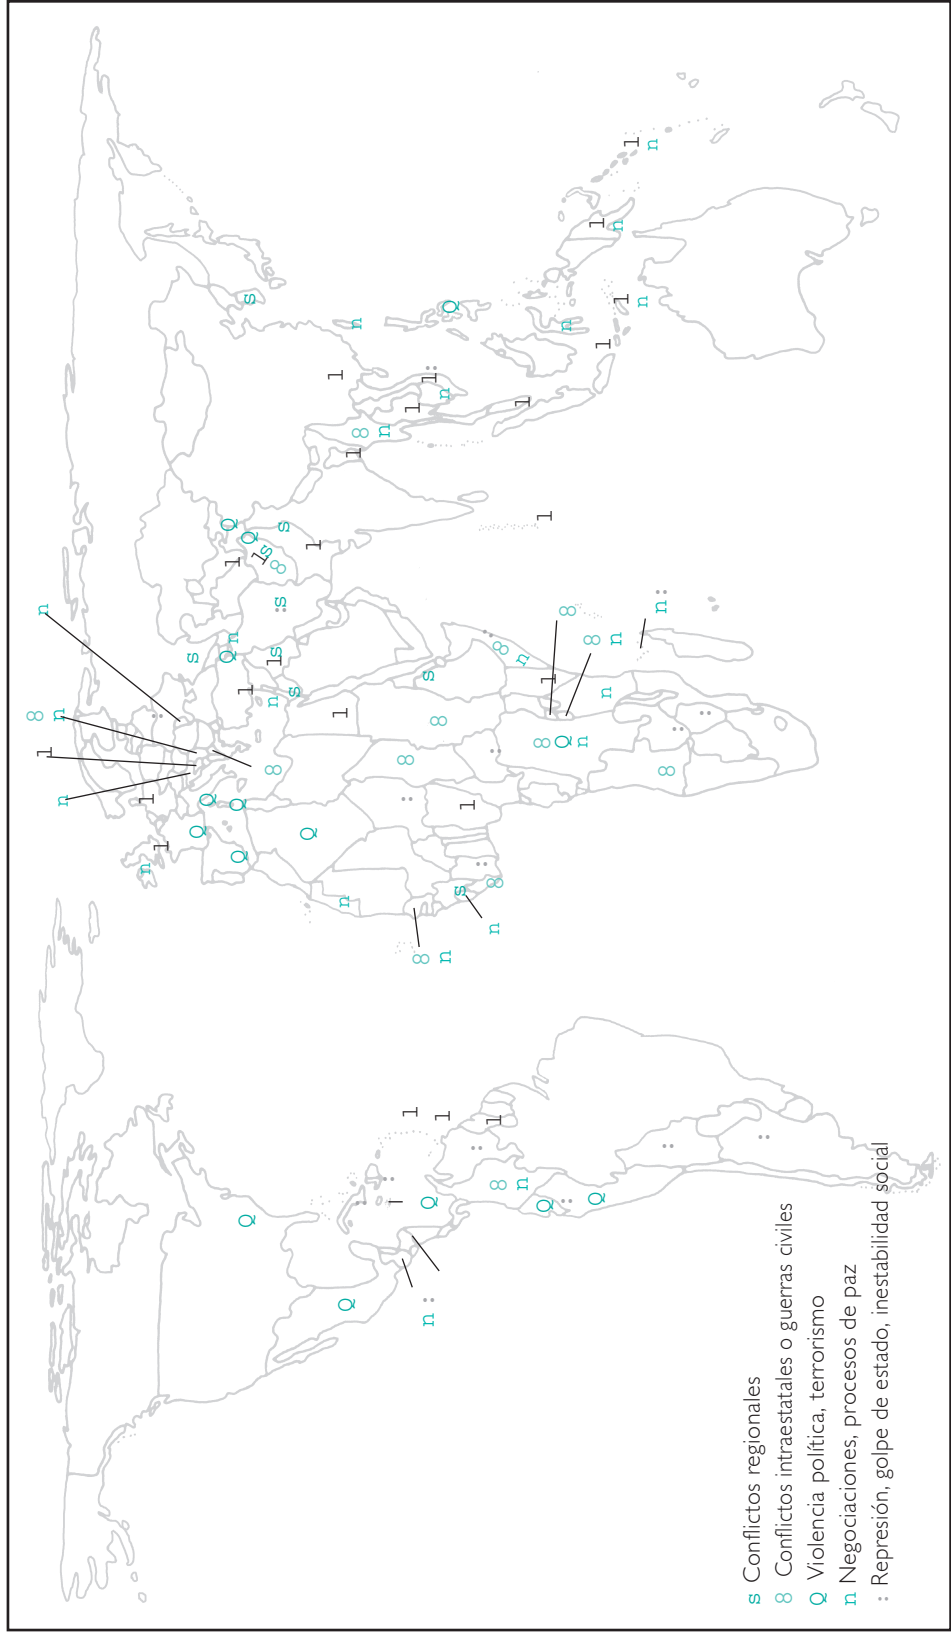 s Conflictos regionales
8 Conflictos intraestatales o guerras civiles
Q Violencia política, terrorismo
n Negociaciones, procesos de paz
: Represión, golpe de estado, inestabilidad social